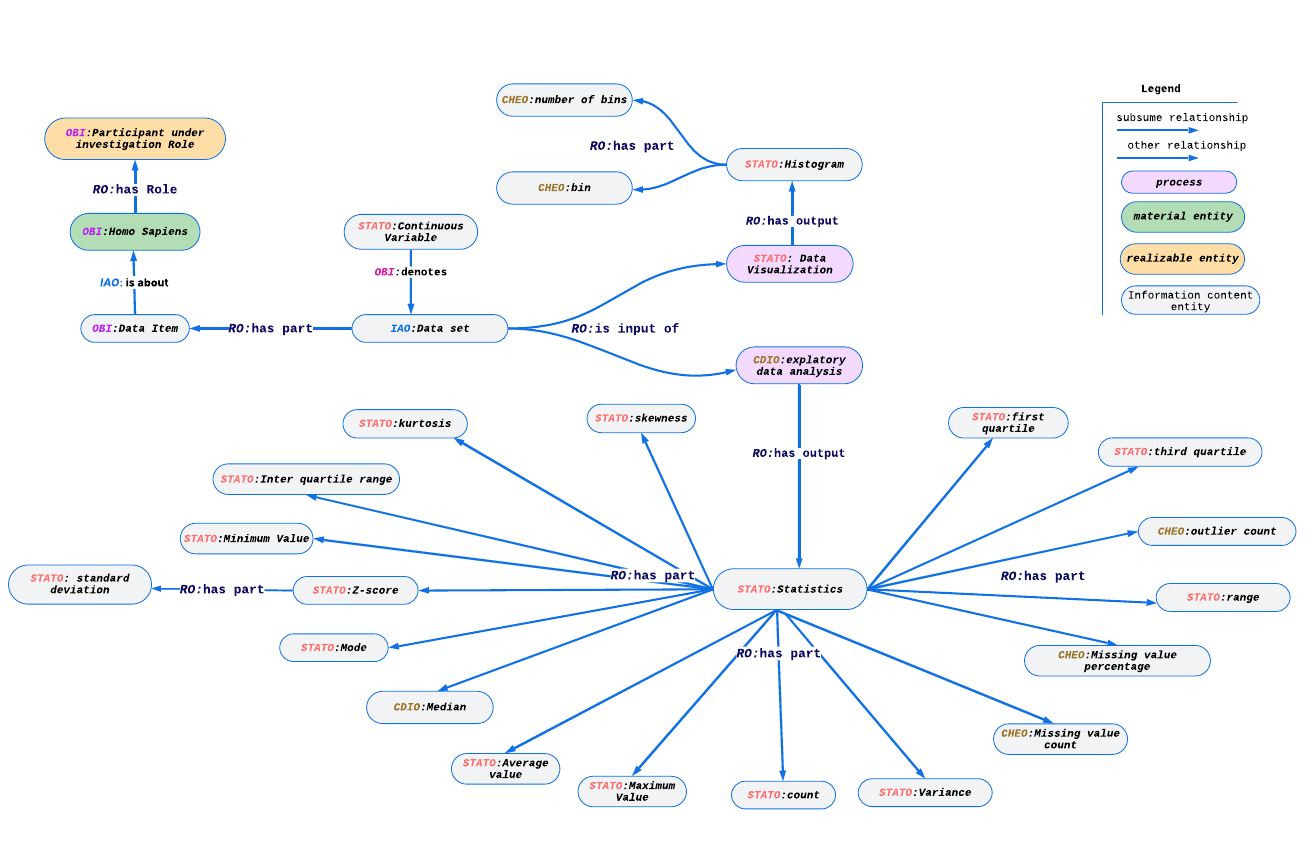 Legend
subsume relationship
other relationship
process
material entity
realizable entity
Information content
entity
CHEO:number of bins
RO:has part
CHEO:bin
STATO:Histogram
RO:has output
STATO: Data
Visualization
OBI:Participant under
investigation Role
RO:has Role
OBI:Homo Sapiens
IAO: is about
OBI:Data Item
RO:has part
STATO:Continuous
Variable
OBI:denotes
IAO:Data set
RO:is input of
CDIO:explatory
data analysis
RO:has output
STATO:kurtosis
STATO:skewness
STATO:first
quartile
STATO:third quartile
STATO:Inter quartile range
STATO:Minimum Value
CHEO:outlier count
STATO: standard
deviation
RO:has part
STATO:Z-score
RO:has part
STATO:Statistics
RO:has part
STATO:range
STATO:Mode
RO:has part
CHEO:Missing value
percentage
CDIO:Median
CHEO:Missing value
count
STATO:Average
value
STATO:Maximum
Value
STATO:count
STATO:Variance